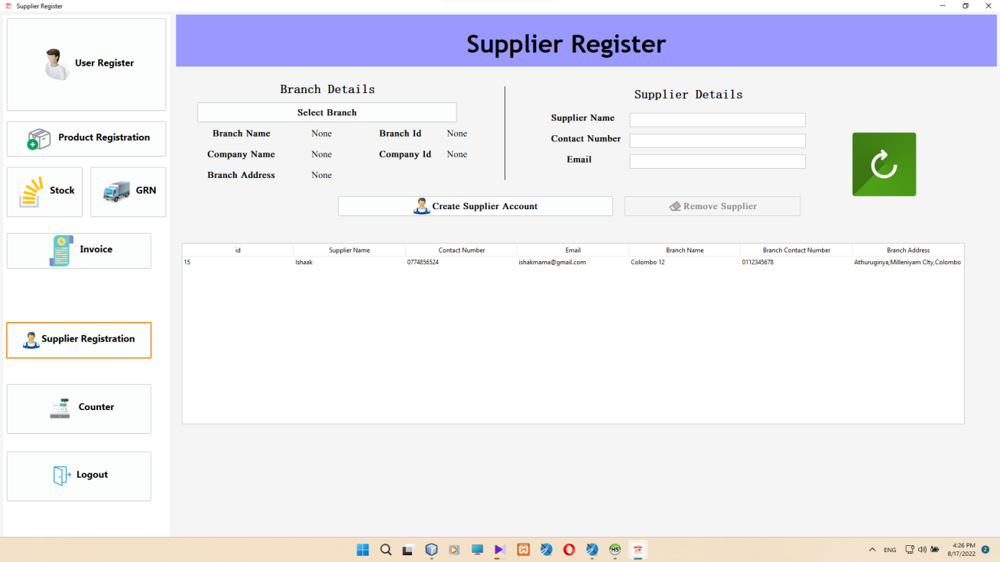 Supplier Register
User Register
Product Registration
Stock
GRN
Invoice
Supplier Registration
Counter
Logout
Supplier Register
Branch Details
Select Branch
Branch Name None Branch Id None
Company Name None Company Id None
Branch Address None
Supplier Details
Supplier Name
Contact Number
Email
Create Supplier Account
Remove Supplier
id Supplier Name Contact Number Email Branch Name Branch Contact Number Branch Address
15 Ishaak 0774856524 ishakmama@gmail.com Colombo 12 0112345678 Athurugiriya,Milleniyam CIty,Colombo
HS
ENG
4:26 PM
8/17/2022
2